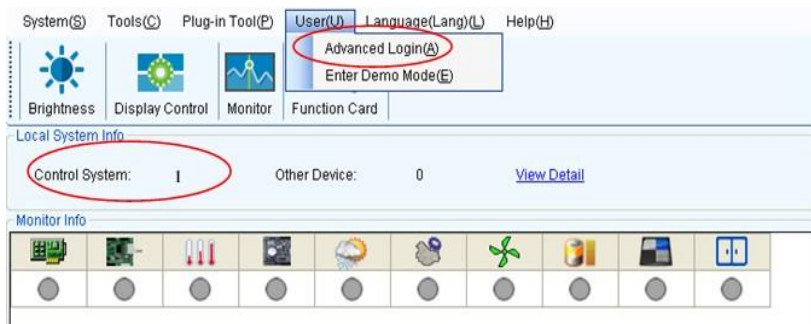 System(S) Tools(C) Plug-in Tool(P) User(U) Language(Lang)(L) Help(H)
Advanced Login(A)
Enter Demo Mode(E)
Brightness Display Control Monitor Function Card
Local System Info
Control System: 1 Other Device: 0 View Detail
Monitor Info